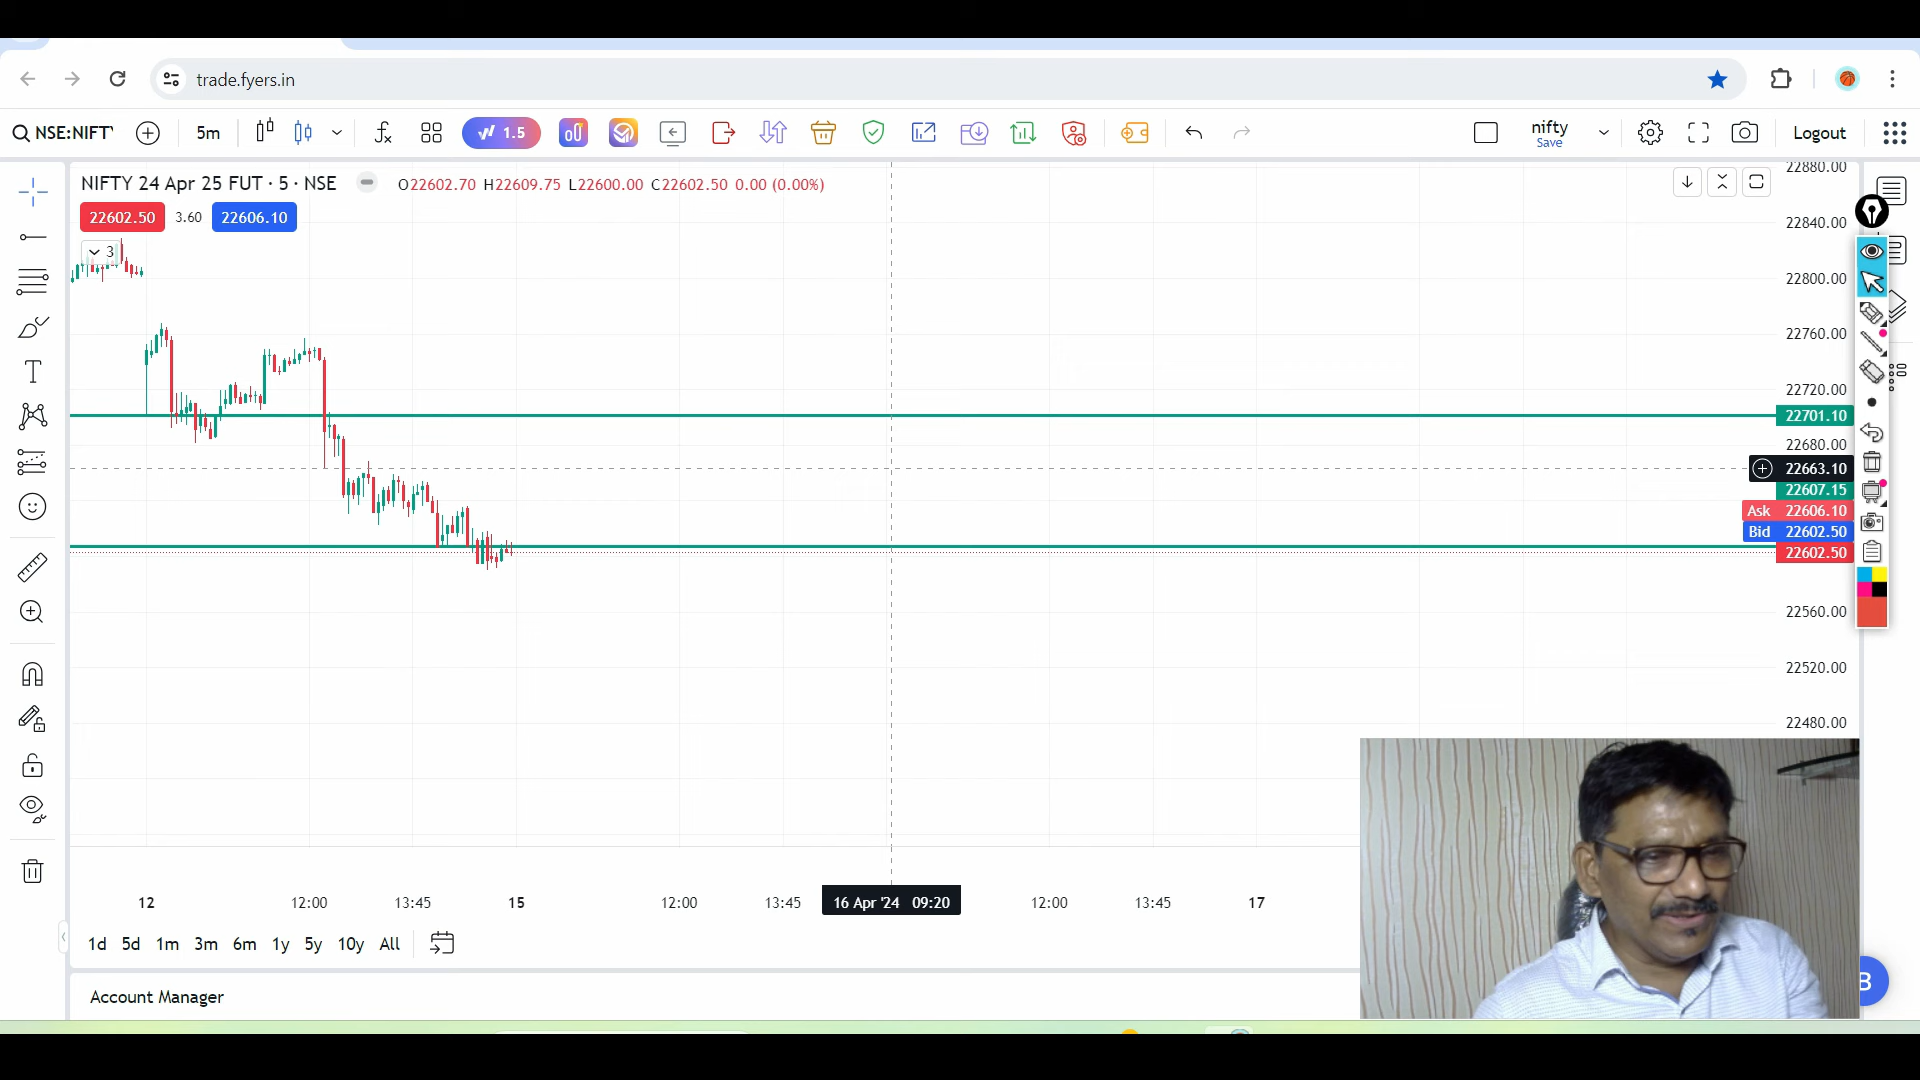 trade.fyers.in
NSE:NIFTY
5m
1.5
nifty
Save
Logout
NIFTY 24 Apr 25 FUT · 5 · NSE
O22602.70 H22609.75 L22600.00 C22602.50 0.00 (0.00%)
22602.50 3.60 22606.10
3
22880.00
22840.00
22800.00
22760.00
22720.00
22701.10
22680.00
22663.10
22607.15
Ask 22606.10
Bid 22602.50
22602.50
22560.00
22520.00
22480.00
12 12:00 13:45 15 12:00 13:45 16 Apr '24 09:20 12:00 13:45 17
1d 5d 1m 3m 6m 1y 5y 10y All
Account Manager
B